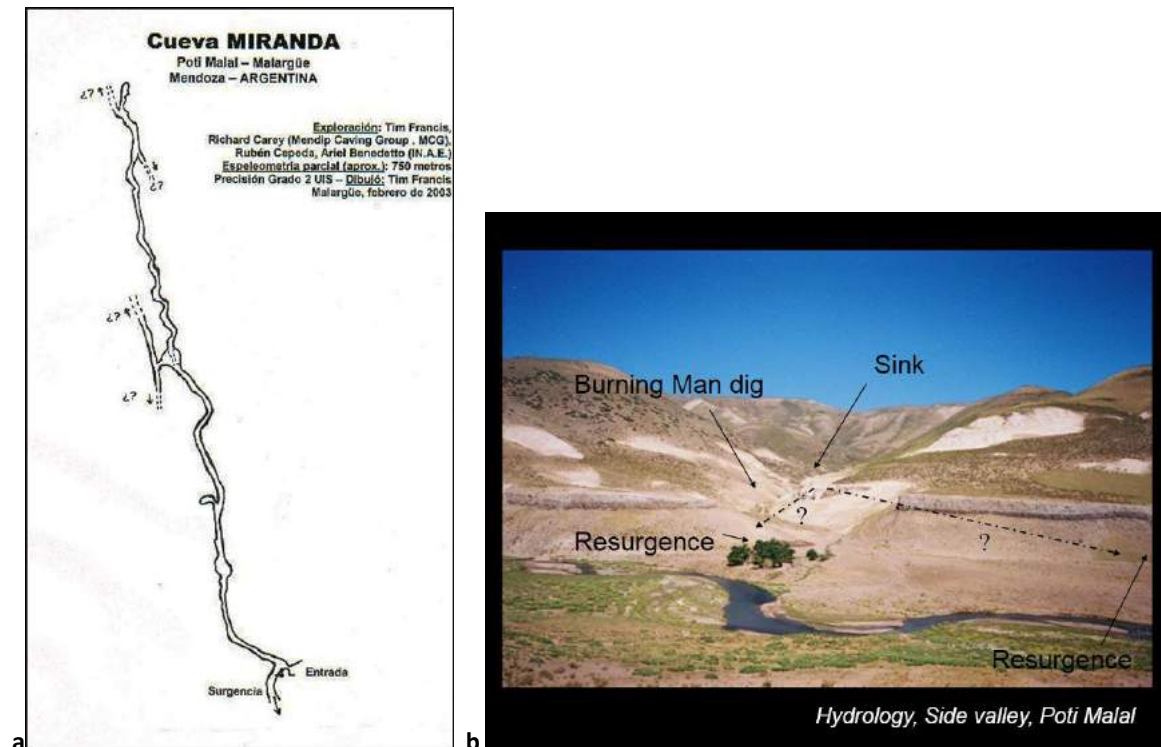 Cueva MIRANDA
Poti Malal – Malargüe
Mendoza – ARGENTINA
Exploración: Tim Francis,
Richard Carey (Mendip Caving Group . MCG),
Rubén Cepeda, Ariel Benedetto (IN.A.E.)
Espeleometria parcial (aprox.): 750 metros
Precisión Grado 2 UIS – Dibujó: Tim Francis
Malargüe, febrero de 2003
¿?
¿?
¿?
¿?
Entrada
Surgencia
a
Sink
Burning Man dig
?
Resurgence
?
Resurgence
Hydrology, Side valley, Poti Malal
b